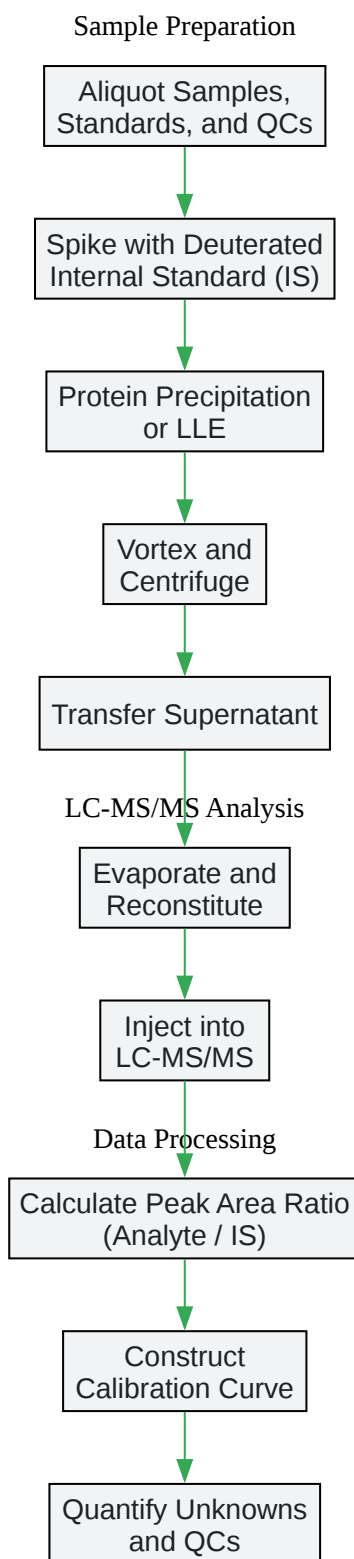 Sample Preparation
Aliquot Samples,
Standards, and QCs
Spike with Deuterated
Internal Standard (IS)
Protein Precipitation
or LLE
Vortex and
Centrifuge
Transfer Supernatant
LC-MS/MS Analysis
Evaporate and
Reconstitute
Inject into
LC-MS/MS
Data Processing
Calculate Peak Area Ratio
(Analyte / IS)
Construct
Calibration Curve
Quantify Unknowns
and QCs